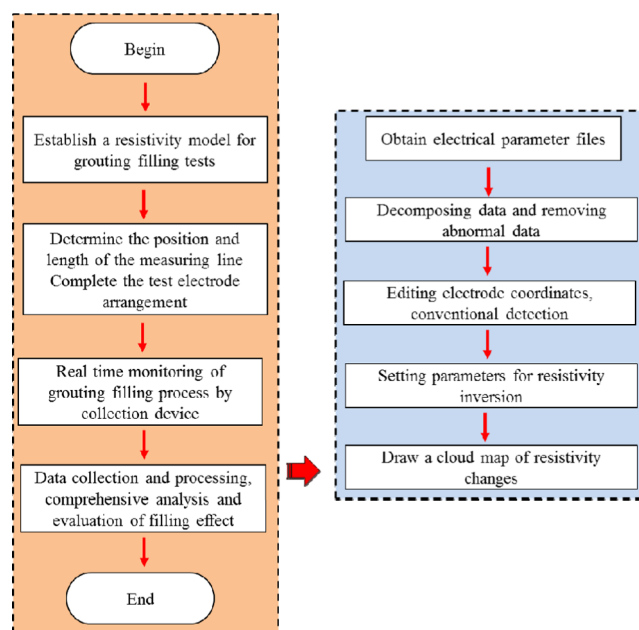 Begin
Establish a resistivity model for
grouting filling tests
Determine the position and
length of the measuring line
Complete the test electrode
arrangement
Real time monitoring of
grouting filling process by
collection device
Data collection and processing,
comprehensive analysis and
evaluation of filling effect
End
Obtain electrical parameter files
Decomposing data and removing
abnormal data
Editing electrode coordinates,
conventional detection
Setting parameters for resistivity
inversion
Draw a cloud map of resistivity
changes